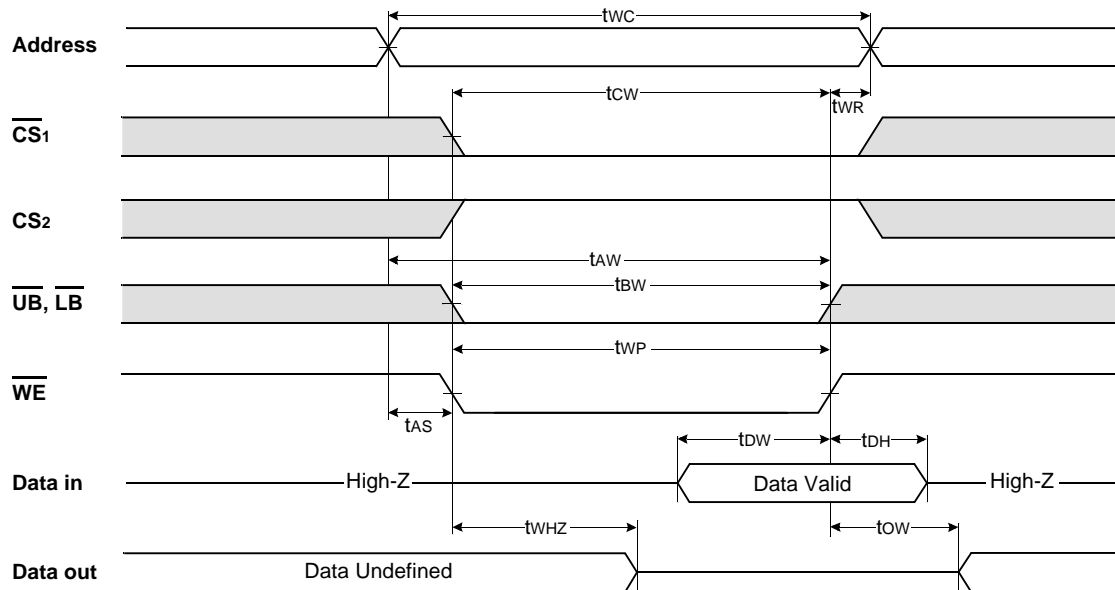 tWC
Address
tCW
tWR
CS1
CS2
tAW
tBW
UB, LB
tWP
WE
tAS
tDW
tDH
Data in
High-Z
Data Valid
High-Z
tWHZ
tOW
Data out
Data Undefined